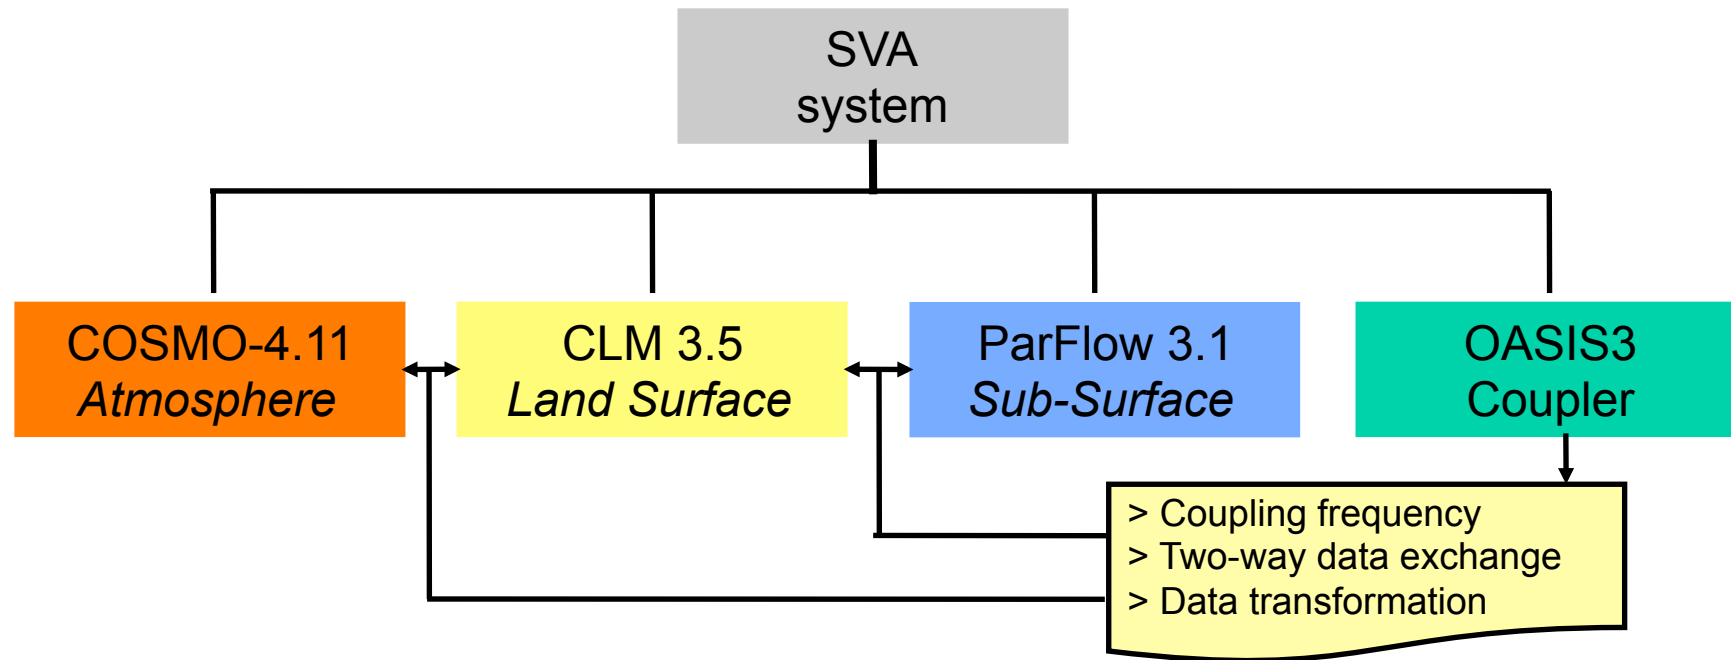 SVA
system
COSMO-4.11
Atmosphere
CLM 3.5
Land Surface
ParFlow 3.1
Sub-Surface
OASIS3
Coupler
> Coupling frequency
> Two-way data exchange
> Data transformation